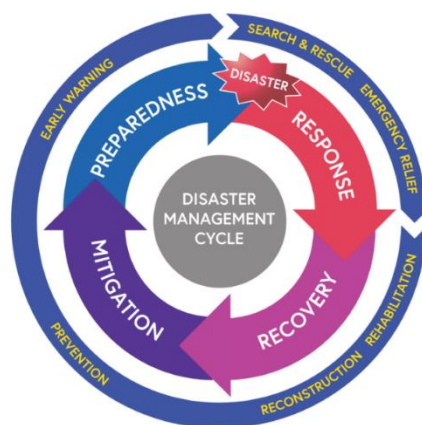 DISASTER
MANAGEMENT
CYCLE
DISASTER
RESPONSE
RECOVERY
MITIGATION
PREPAREDNESS
SEARCH & RESCUE
EMERGENCY RELIEF
REHABILITATION
RECONSTRUCTION
PREVENTION
EARLY WARNING